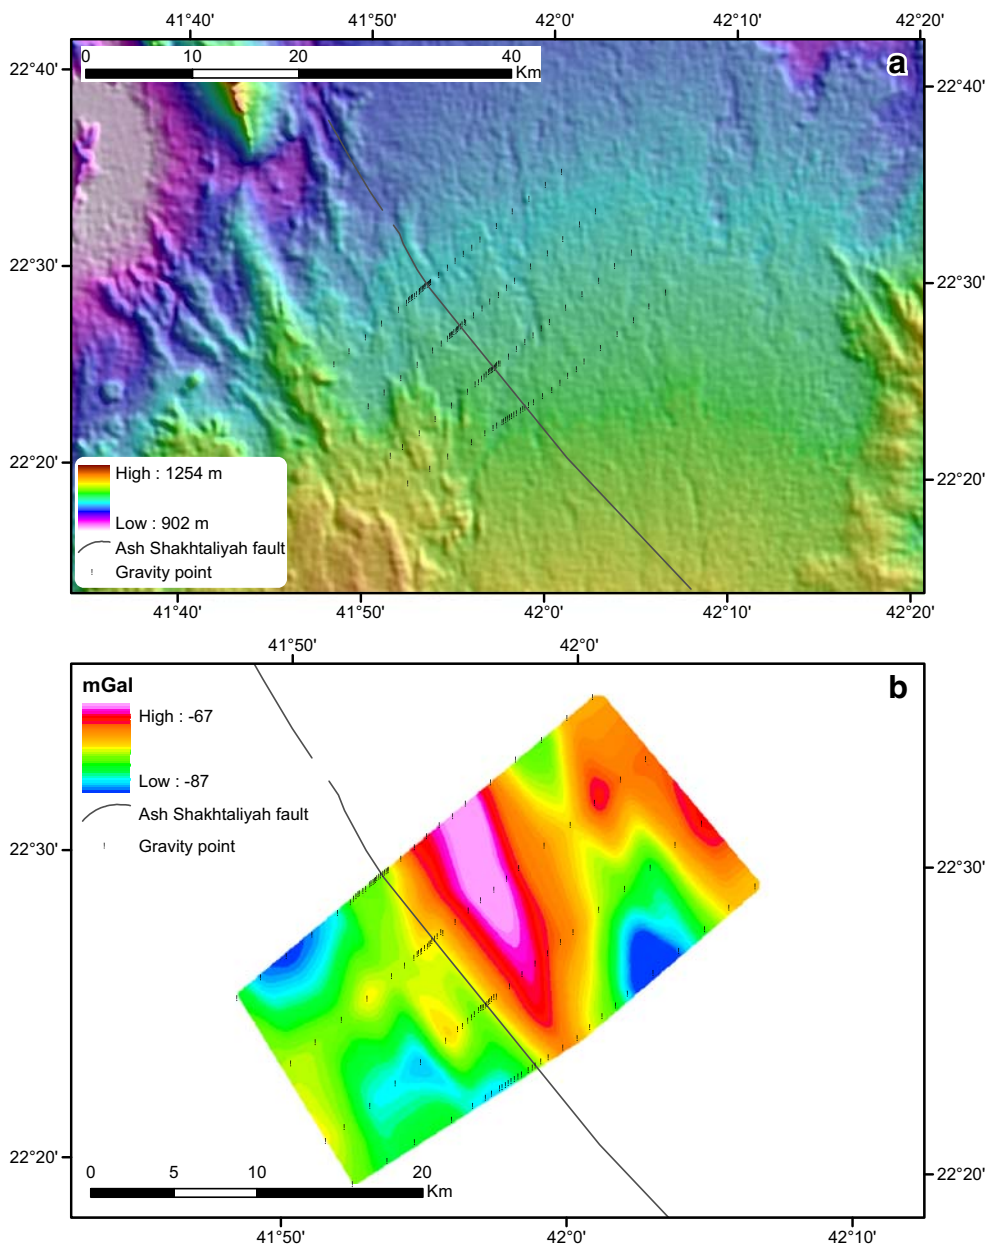 41°40' 41°50' 42°0' 42°10' 42°20'
0 10 20 40
Km
a
22°40' 22°40'
22°30' 22°30'
22°20' 22°20'
High : 1254 m
Low : 902 m
Ash Shakhtaliyah fault
Gravity point
41°40' 41°50' 42°0' 42°10' 42°20'
41°50' 42°0'
mGal
b
High : -67
Low : -87
Ash Shakhtaliyah fault
Gravity point
22°30' 22°30'
22°20' 22°20'
0 5 10 20
Km
41°50' 42°0' 42°10'